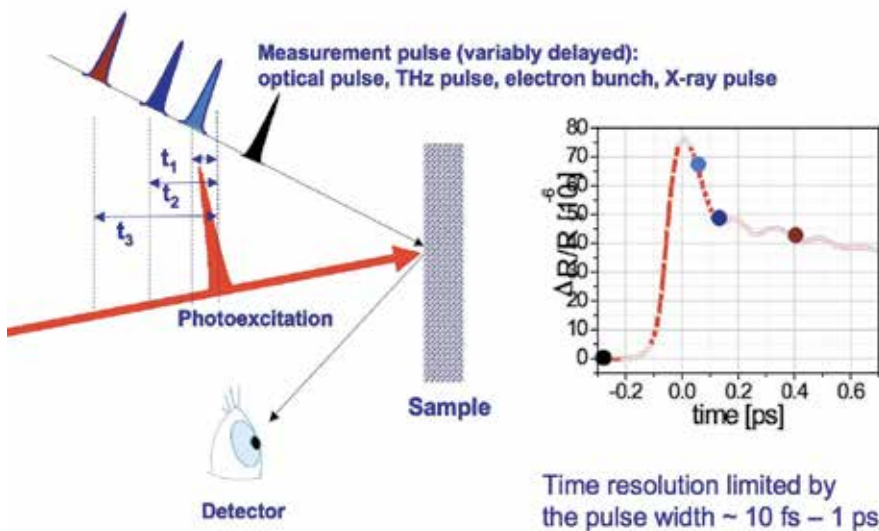 Measurement pulse (variably delayed):
optical pulse, THz pulse, electron bunch, X-ray pulse
t1
t2
t3
Photoexcitation
Sample
Detector
80
70
60
50
40
30
20
10
0
ΔR/R [10-6]
-0.2 0.0 0.2 0.4 0.6
time [ps]
Time resolution limited by
the pulse width ~ 10 fs – 1 ps